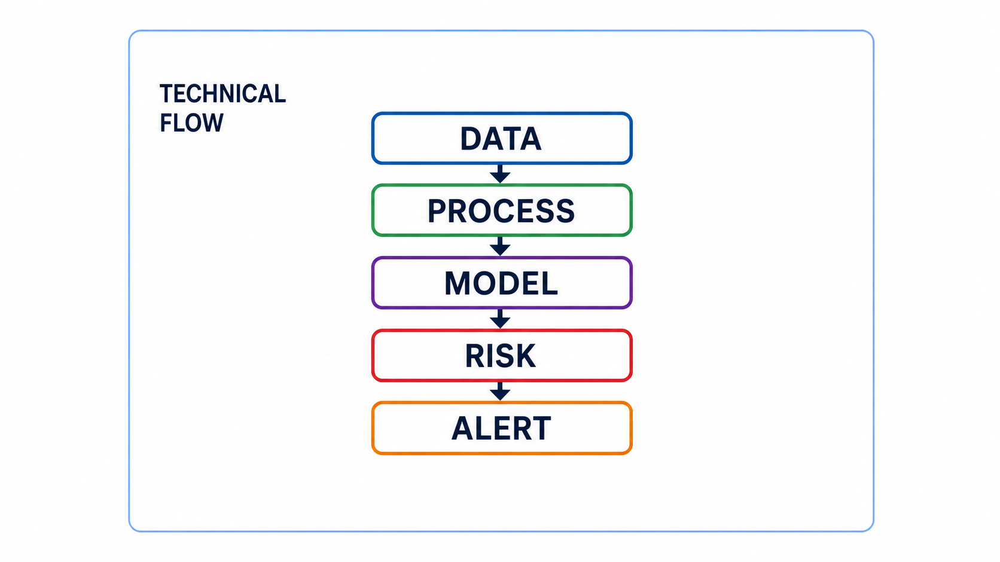 TECHNICAL
FLOW
DATA
PROCESS
MODEL
RISK
ALERT